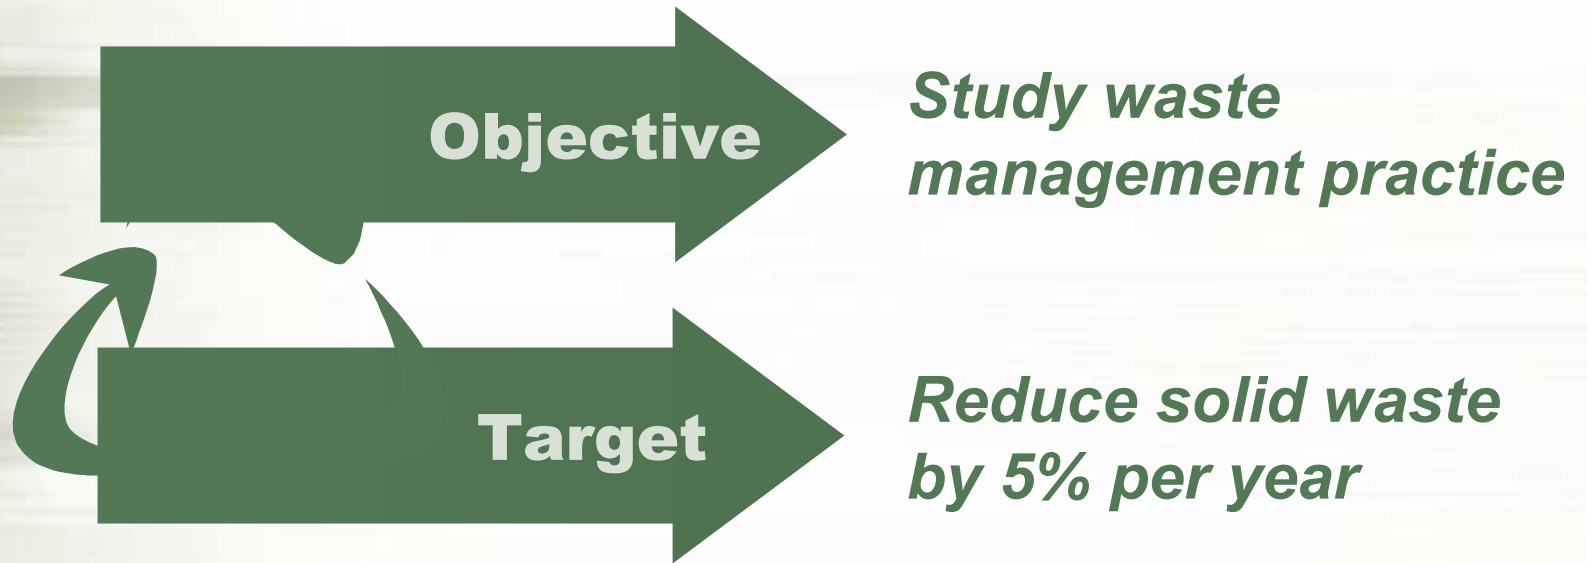 Objective
Study waste
management practice
Target
Reduce solid waste
by 5% per year